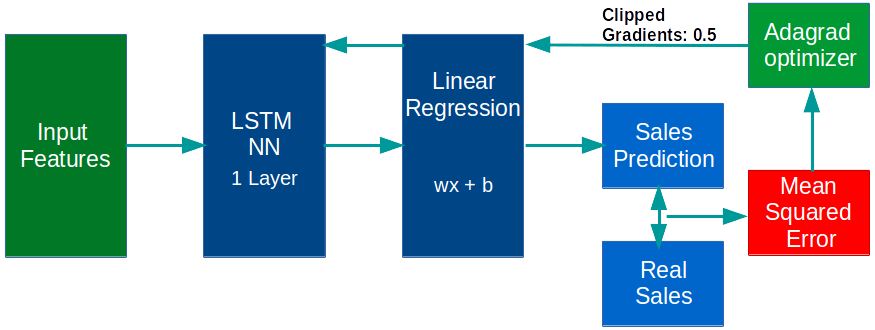 Input
Features
LSTM
NN
1 Layer
Linear
Regression
wx + b
Clipped
Gradients: 0.5
Adagrad
optimizer
Sales
Prediction
Mean
Squared
Error
Real
Sales